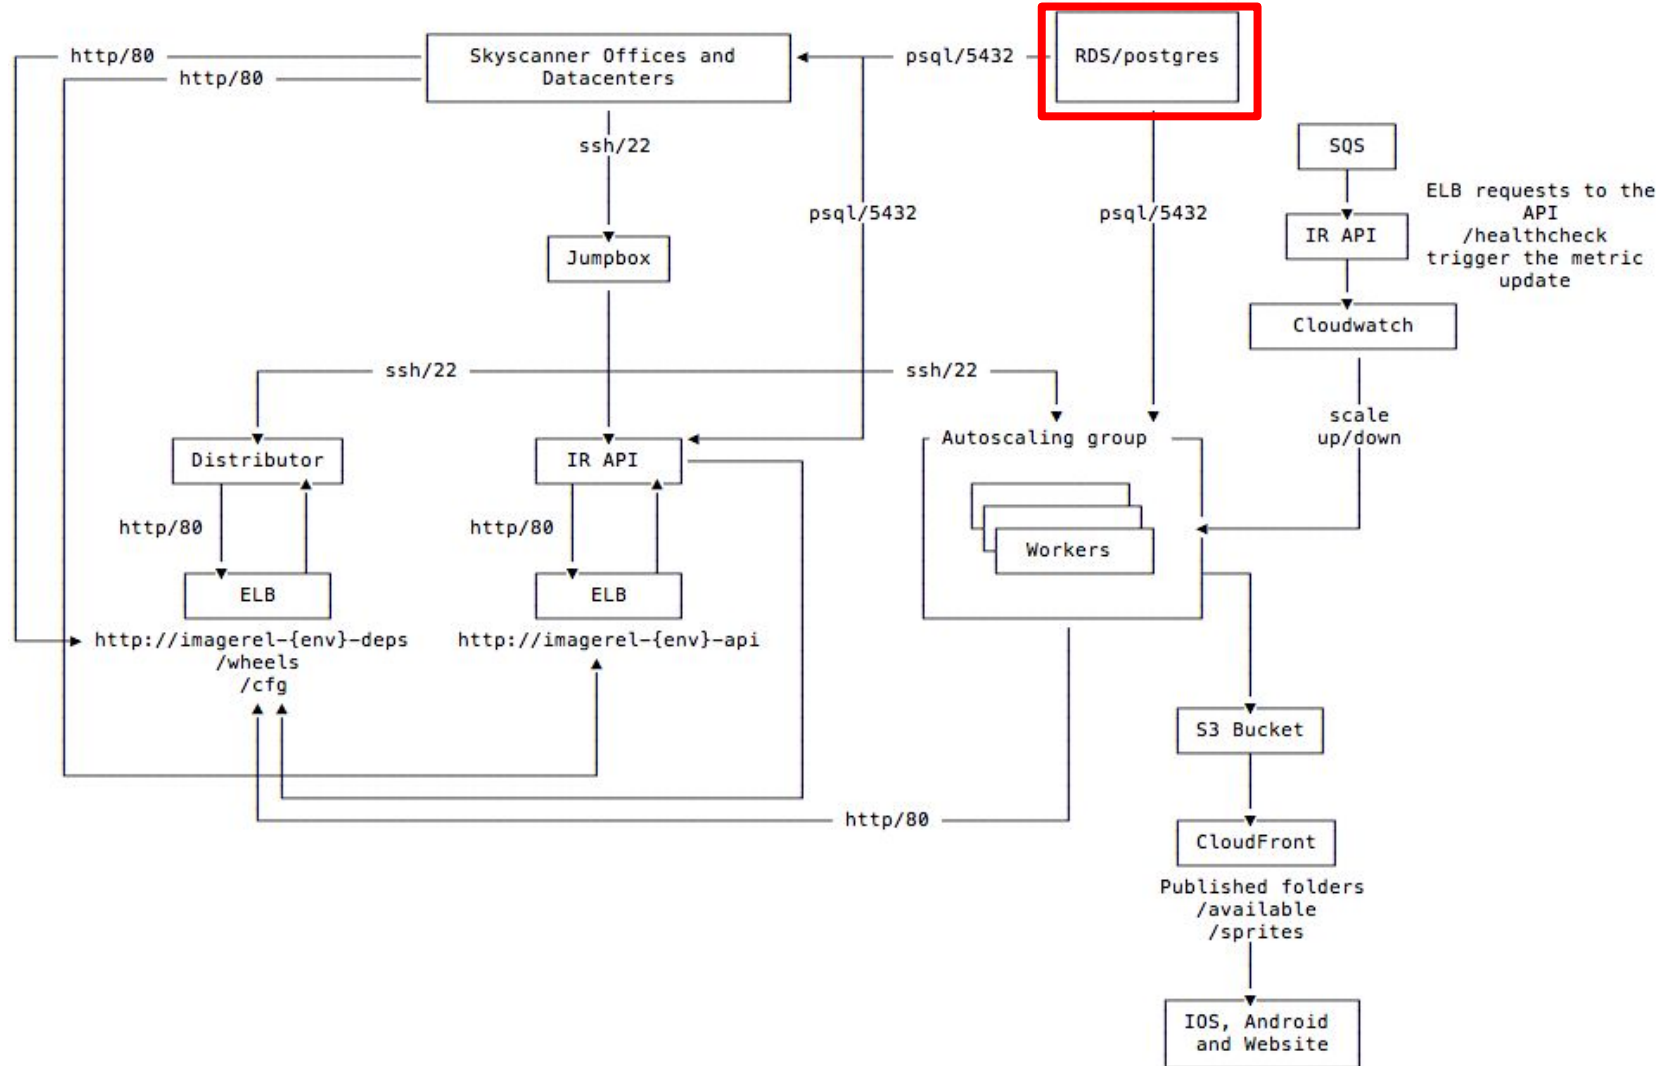 http/80
http/80
Skyscanner Offices and
Datacenters
psql/5432
RDS/postgres
ssh/22
SQS
psql/5432
psql/5432
ELB requests to the
API
/healthcheck
trigger the metric
update
IR API
Jumpbox
Cloudwatch
ssh/22
ssh/22
scale
up/down
Distributor
IR API
Autoscaling group
http/80
http/80
Workers
ELB
ELB
http://imagerel-{env}-deps
/wheels
/cfg
http://imagerel-{env}-api
S3 Bucket
http/80
CloudFront
Published folders
/available
/sprites
IOS, Android
and Website